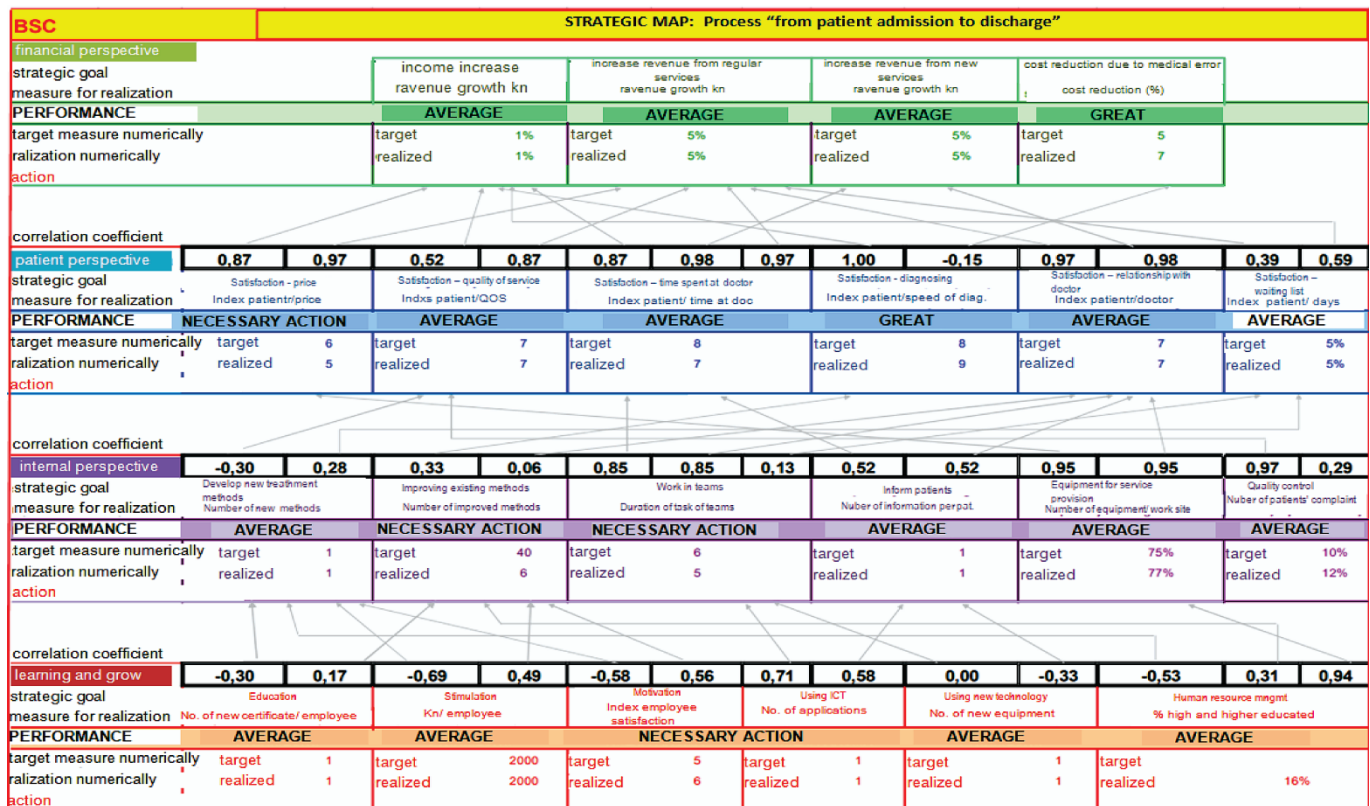 BSC
STRATEGIC MAP: Process “from patient admission to discharge”
financial perspective
strategic goal
measure for realization
income increase
ravenue growth kn
increase revenue from regular
services
ravenue growth kn
increase revenue from new
services
ravenue growth kn
cost reduction due to medical error
cost reduction (%)
PERFORMANCE AVERAGE AVERAGE AVERAGE GREAT
target measure numerically target 1% target 5% target 5% target 5
ralization numerically realized 1% realized 5% realized 5% realized 7
action
correlation coefficient
patient perspective 0,87 0,97 0,52 0,87 0,87 0,98 0,97 1,00 -0,15 0,97 0,98 0,39 0,59
strategic goal
measure for realization
Satisfaction - price
Index patient/price
Satisfaction – quality of service
Indxs patient/QOS
Satisfaction – time spent at doctor
Index patient/ time at doc
Satisfaction - diagnosing
Index patient/speed of diag.
Satisfaction – relationship with
doctor
Index patientr/doctor
Satisfaction –
waiting list
Index patient/ days
PERFORMANCE NECESSARY ACTION AVERAGE AVERAGE GREAT AVERAGE AVERAGE
target measure numerically target 6 target 7 target 8 target 8 target 7 target 5%
ralization numerically realized 5 realized 7 realized 7 realized 9 realized 7 realized 5%
action
correlation coefficient
internal perspective -0,30 0,28 0,33 0,06 0,85 0,85 0,13 0,52 0,52 0,95 0,95 0,97 0,29
strategic goal
measure for realization
Develop new treathment
methods
Number of new methods
Improving existing methods
Number of improved methods
Work in teams
Duration of task of teams
Inform patients
Nuber of information perpat.
Equipment for service
provision
Number of equipment/ work site
Quality control
Nuber of patients' complaint
PERFORMANCE AVERAGE NECESSARY ACTION NECESSARY ACTION AVERAGE AVERAGE AVERAGE
target measure numerically target 1 target 40 target 6 target 1 target 75% target 10%
ralization numerically realized 1 realized 6 realized 5 realized 1 realized 77% realized 12%
action
correlation coefficient
learning and grow -0,30 0,17 -0,69 0,49 -0,58 0,56 0,71 0,58 0,00 -0,33 -0,53 0,31 0,94
strategic goal
measure for realization
Education
No. of new certificate/ employee
Stimulation
Kn/ employee
Motivation
Index employee
satisfaction
Using ICT
No. of applications
Using new technology
No. of new equipment
Human resource mngmt
% high and higher educated
PERFORMANCE AVERAGE AVERAGE NECESSARY ACTION AVERAGE AVERAGE
target measure numerically target 1 target 2000 target 5 target 1 target 1 target
ralization numerically realized 1 realized 2000 realized 6 realized 1 realized 1 realized 16%
action